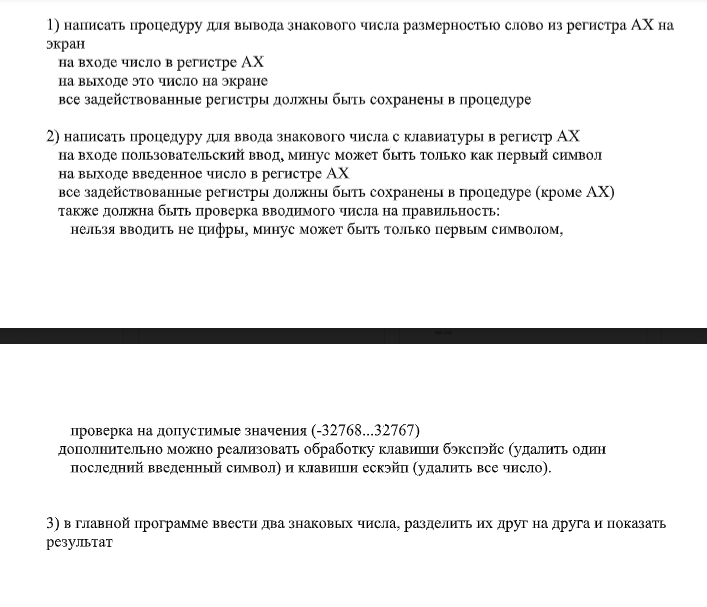 1) написать процедуру для вывода знакового числа размерностью слово из регистра AX на
экран
на входе число в регистре AX
на выходе это число на экране
все задействованные регистры должны быть сохранены в процедуре
2) написать процедуру для ввода знакового числа с клавиатуры в регистр AX
на входе пользовательский ввод, минус может быть только как первый символ
на выходе введенное число в регистре AX
все задействованные регистры должны быть сохранены в процедуре (кроме AX)
также должна быть проверка вводимого числа на правильность:
нельзя вводить не цифры, минус может быть только первым символом,
проверка на допустимые значения (-32768...32767)
дополнительно можно реализовать обработку клавиши бэкспэйс (удалить один
последний введенный символ) и клавиши ескэйп (удалить все число).
3) в главной программе ввести два знаковых числа, разделить их друг на друга и показать
результат